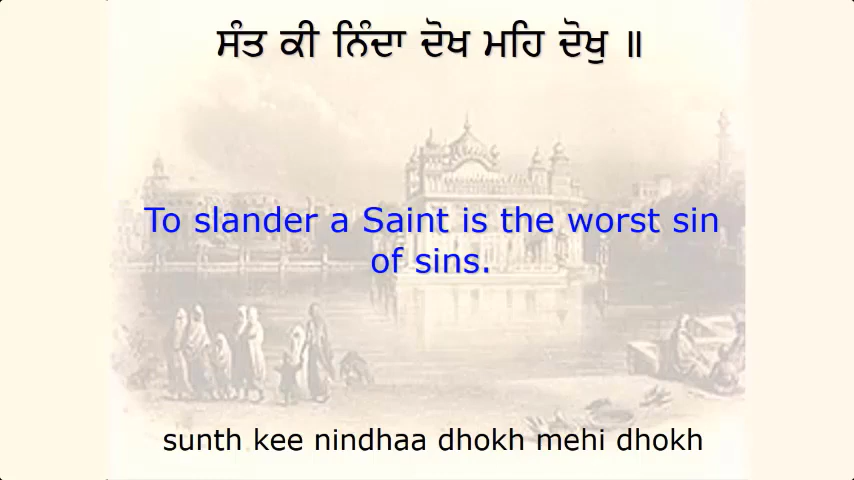 ਸੰਤ ਕੀ ਨਿੰਦਾ ਦੋਖ ਮਹਿ ਦੋਖੁ ॥
To slander a Saint is the worst sin
of sins.
sunth kee nindhaa dhokh mehi dhokh